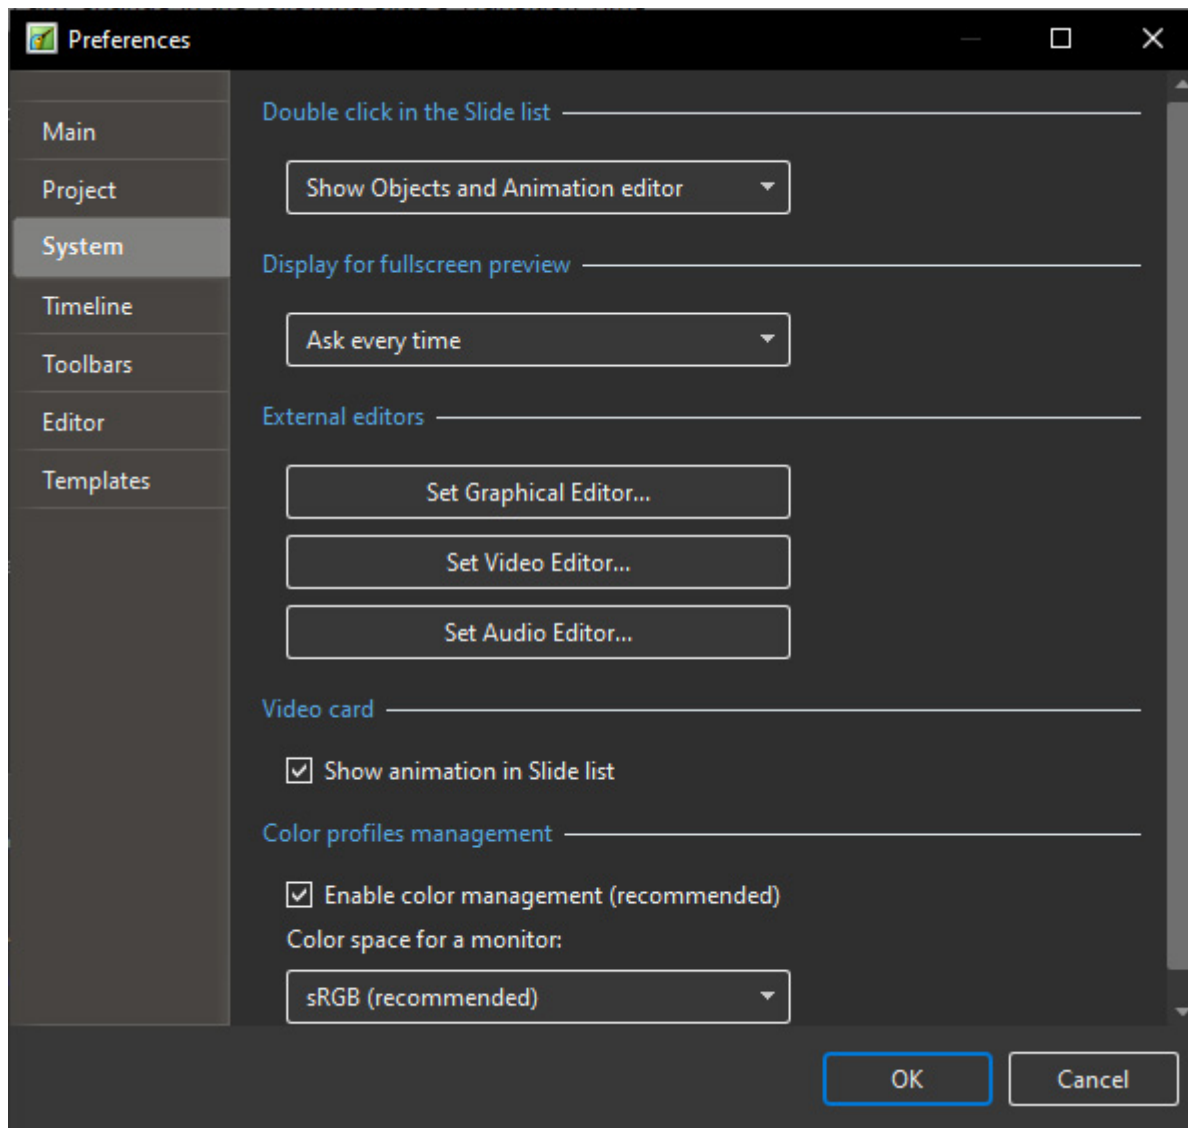 Preferences
Main
Project
System
Timeline
Toolbars
Editor
Templates
Double click in the Slide list
Show Objects and Animation editor
Display for fullscreen preview
Ask every time
External editors
Set Graphical Editor...
Set Video Editor...
Set Audio Editor...
Video card
Show animation in Slide list
Color profiles management
Enable color management (recommended)
Color space for a monitor:
sRGB (recommended)
OK
Cancel